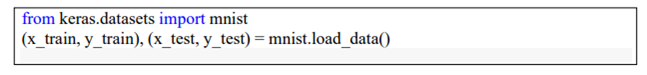 from keras.datasets import mnist
(x_train, y_train), (x_test, y_test) = mnist.load_data()